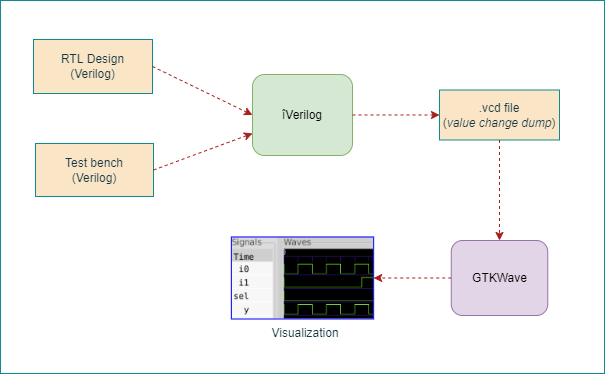 RTL Design
(Verilog)
îVerilog
.vcd file
(value change dump)
Test bench
(Verilog)
Signals
Waves
Time
i0
i1
sel
y
GTKWave
Visualization